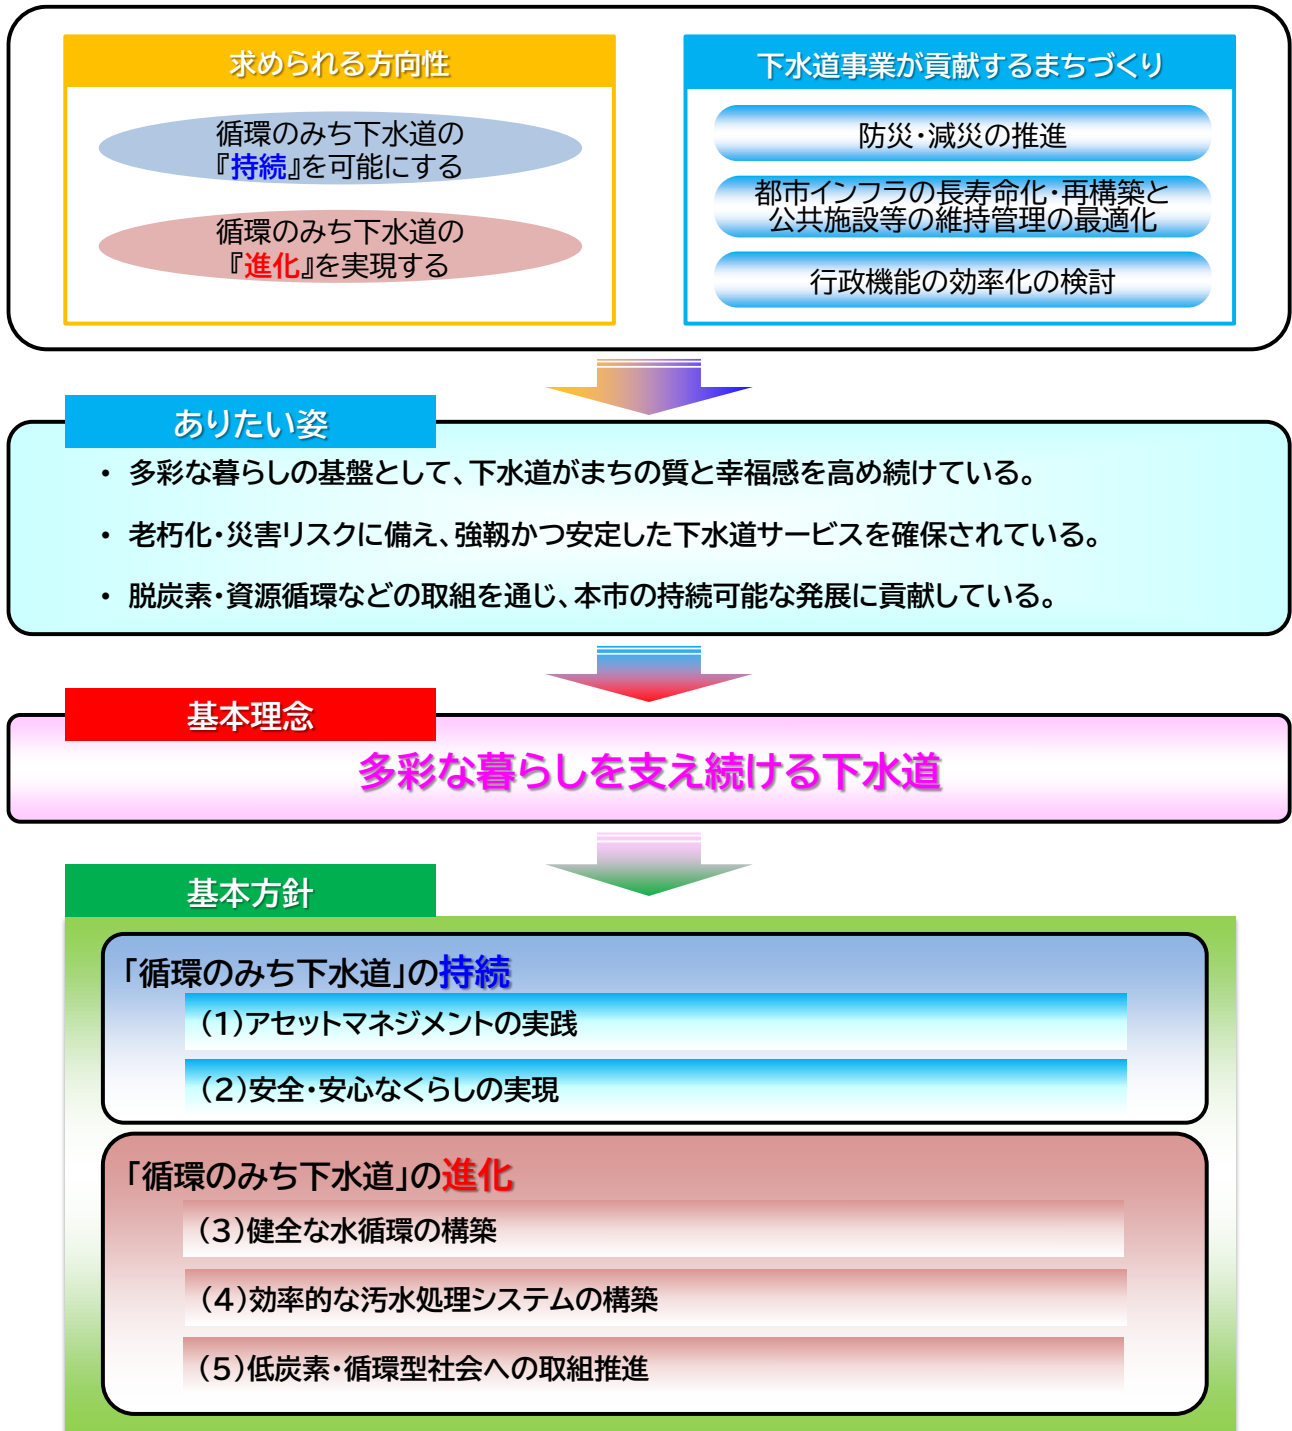 求められる方向性
循環のみち下水道の
『持続』を可能にする
循環のみち下水道の
『進化』を実現する
下水道事業が貢献するまちづくり
防災・減災の推進
都市インフラの長寿命化・再構築と
公共施設等の維持管理の最適化
行政機能の効率化の検討
ありたい姿
・ 多彩な暮らしの基盤として、下水道がまちの質と幸福感を高め続けている。
・ 老朽化・災害リスクに備え、強靱かつ安定した下水道サービスを確保されている。
・ 脱炭素・資源循環などの取組を通じ、本市の持続可能な発展に貢献している。
基本理念
多彩な暮らしを支え続ける下水道
基本方針
「循環のみち下水道」の持続
（１）アセットマネジメントの実践
（２）安全・安心なくらしの実現
「循環のみち下水道」の進化
（３）健全な水循環の構築
（４）効率的な汚水処理システムの構築
（５）低炭素・循環型社会への取組推進